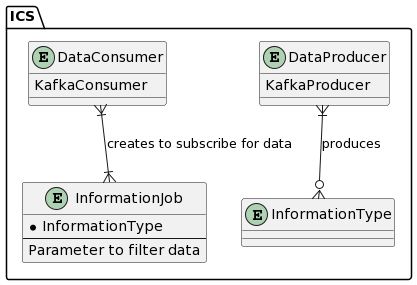 ICS
E DataConsumer
KafkaConsumer
E DataProducer
KafkaProducer
creates to subscribe for data
produces
E InformationJob
InformationType
Parameter to filter data
E InformationType